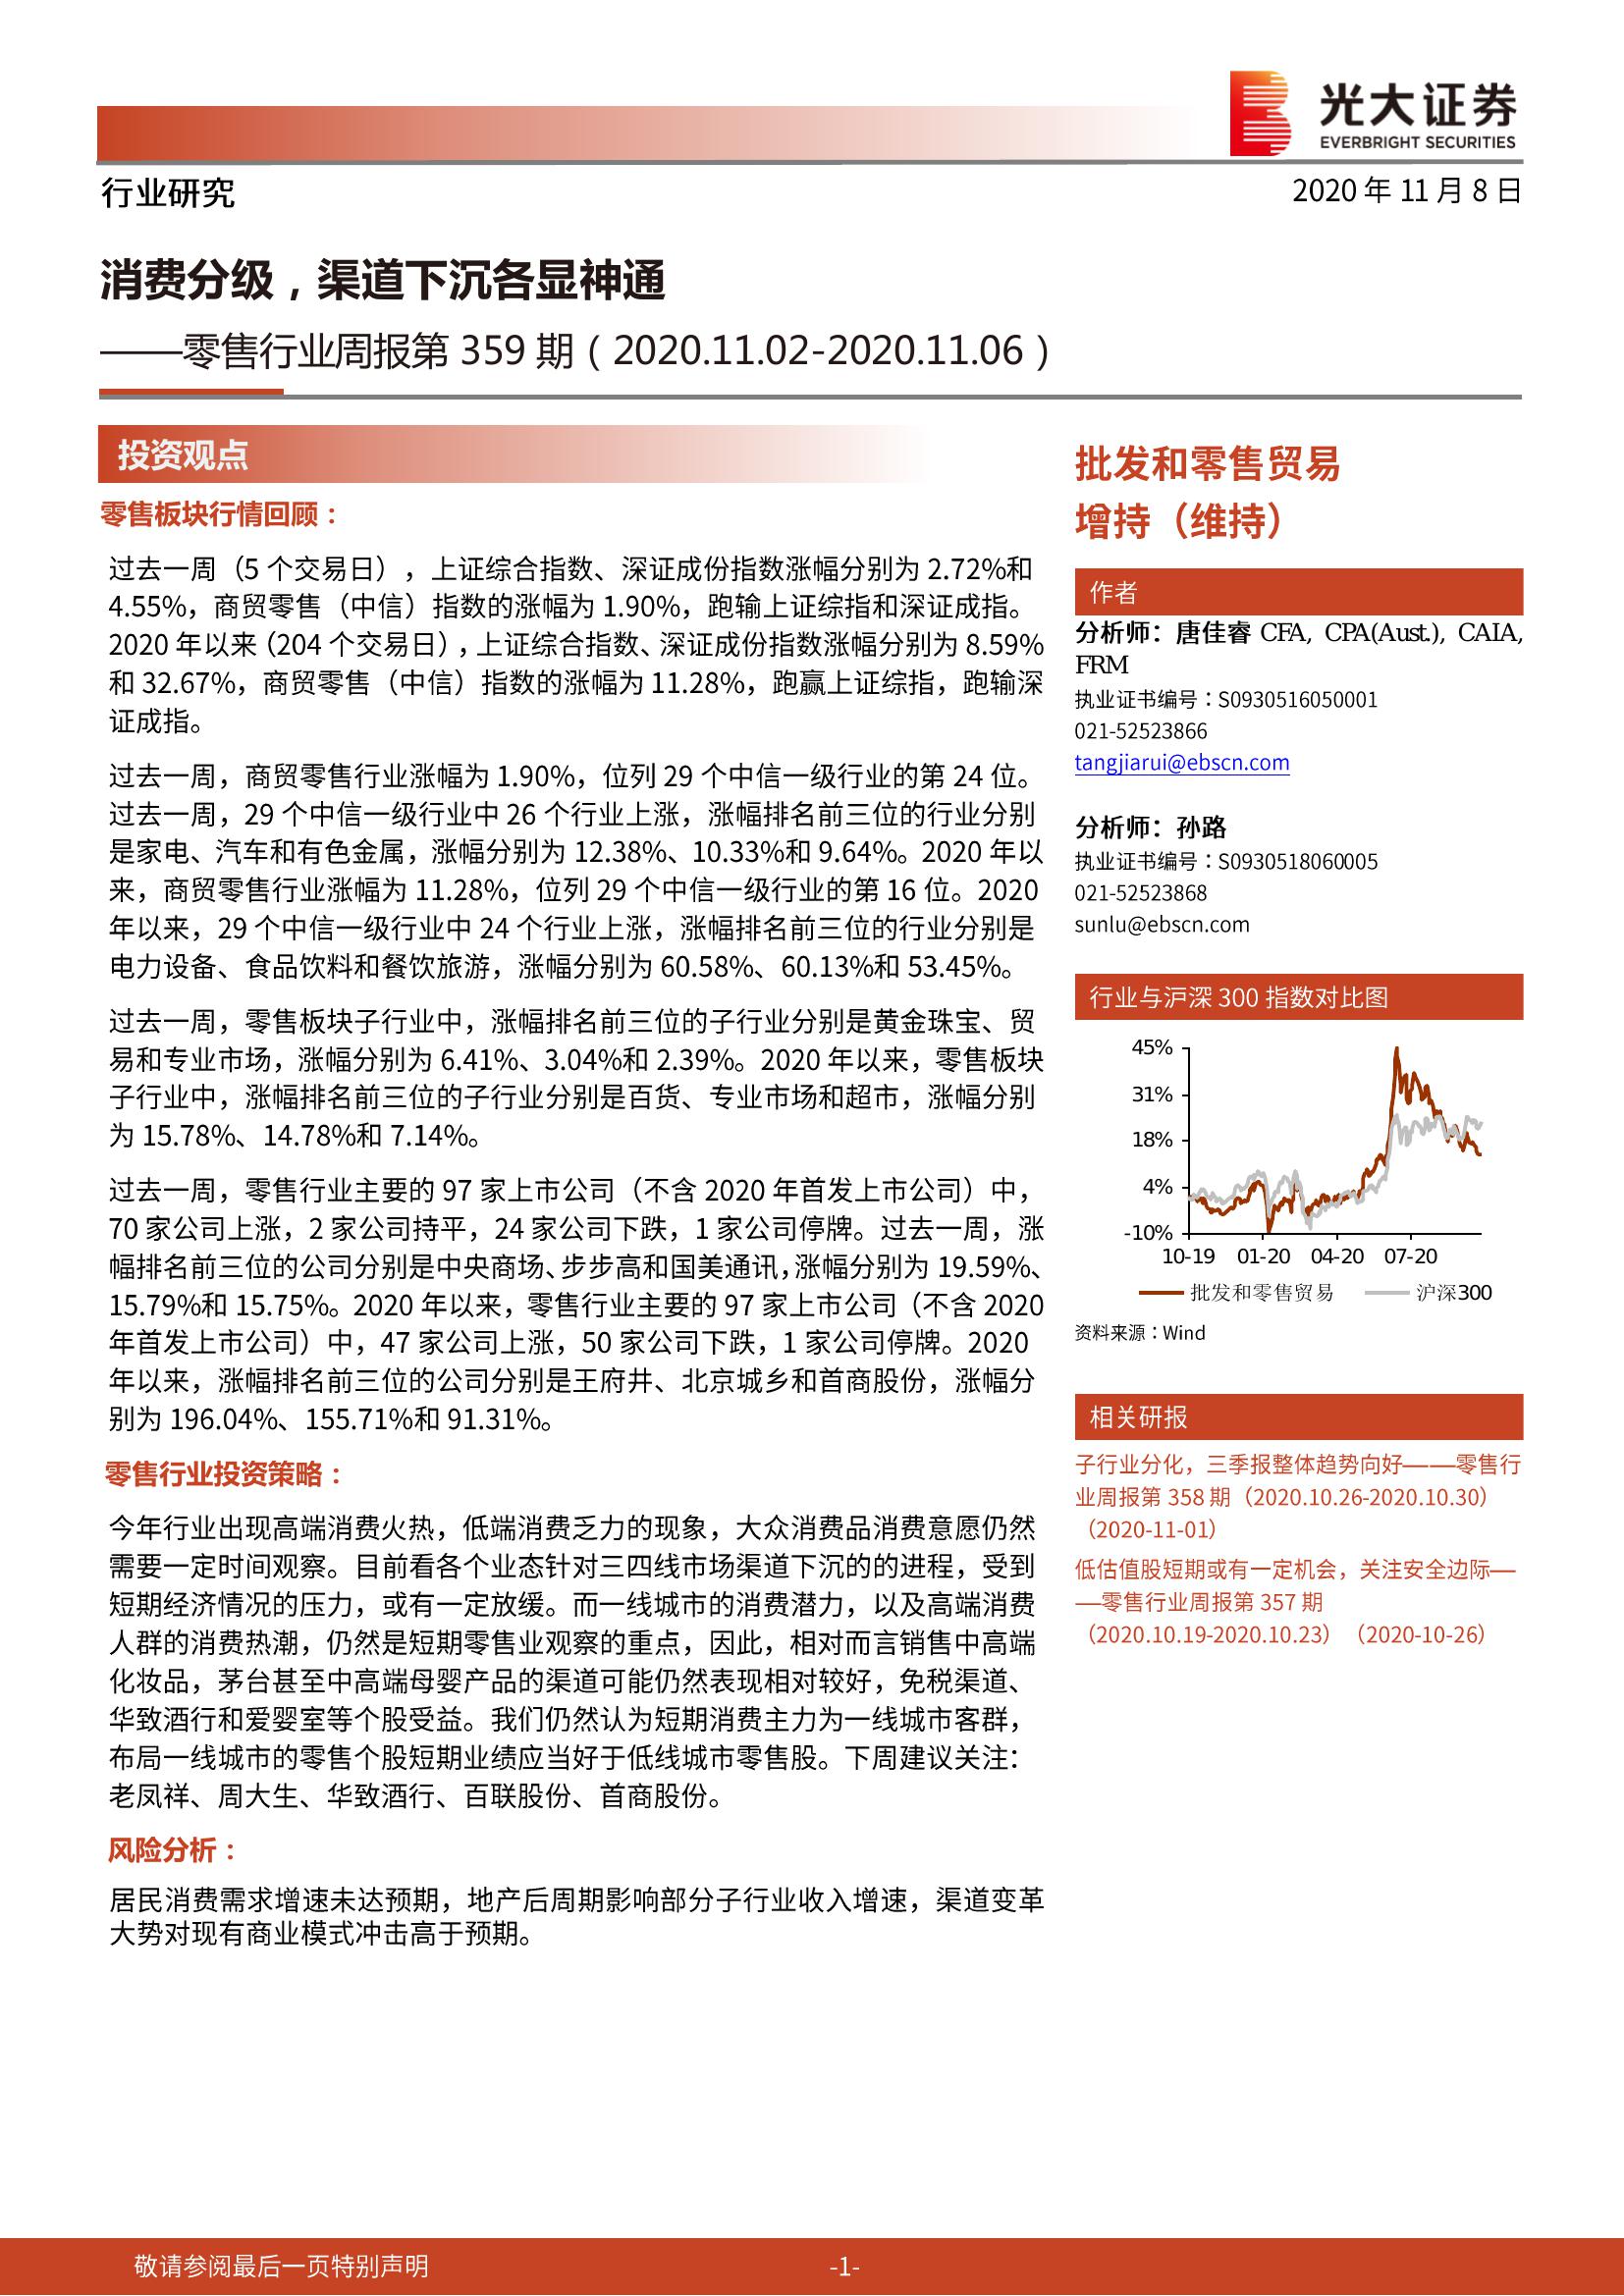 光大证券
EVERBRIGHT SECURITIES
行业研究
2020 年 11 月 8 日
消费分级，渠道下沉各显神通
——零售行业周报第 359 期（2020.11.02-2020.11.06）
投资观点
零售板块行情回顾：
过去一周（5 个交易日），上证综合指数、深证成份指数涨幅分别为 2.72%和
4.55%，商贸零售（中信）指数的涨幅为 1.90%，跑输上证综指和深证成指。
2020 年以来（204 个交易日），上证综合指数、深证成份指数涨幅分别为 8.59%
和 32.67%，商贸零售（中信）指数的涨幅为 11.28%，跑赢上证综指，跑输深
证成指。
过去一周，商贸零售行业涨幅为 1.90%，位列 29 个中信一级行业的第 24 位。
过去一周，29 个中信一级行业中 26 个行业上涨，涨幅排名前三位的行业分别
是家电、汽车和有色金属，涨幅分别为 12.38%、10.33%和 9.64%。2020 年以
来，商贸零售行业涨幅为 11.28%，位列 29 个中信一级行业的第 16 位。2020
年以来，29 个中信一级行业中 24 个行业上涨，涨幅排名前三位的行业分别是
电力设备、食品饮料和餐饮旅游，涨幅分别为 60.58%、60.13%和 53.45%。
过去一周，零售板块子行业中，涨幅排名前三位的子行业分别是黄金珠宝、贸
易和专业市场，涨幅分别为 6.41%、3.04%和 2.39%。2020 年以来，零售板块
子行业中，涨幅排名前三位的子行业分别是百货、专业市场和超市，涨幅分别
为 15.78%、14.78%和 7.14%。
过去一周，零售行业主要的 97 家上市公司（不含 2020 年首发上市公司）中，
70 家公司上涨，2 家公司持平，24 家公司下跌，1 家公司停牌。过去一周，涨
幅排名前三位的公司分别是中央商场、步步高和国美通讯，涨幅分别为 19.59%、
15.79%和 15.75%。2020 年以来，零售行业主要的 97 家上市公司（不含 2020
年首发上市公司）中，47 家公司上涨，50 家公司下跌，1 家公司停牌。2020
年以来，涨幅排名前三位的公司分别是王府井、北京城乡和首商股份，涨幅分
别为 196.04%、155.71%和 91.31%。
零售行业投资策略：
今年行业出现高端消费火热，低端消费乏力的现象，大众消费品消费意愿仍然
需要一定时间观察。目前看各个业态针对三四线市场渠道下沉的的进程，受到
短期经济情况的压力，或有一定放缓。而一线城市的消费潜力，以及高端消费
人群的消费热潮，仍然是短期零售业观察的重点，因此，相对而言销售中高端
化妆品，茅台甚至中高端母婴产品的渠道可能仍然表现相对较好，免税渠道、
华致酒行和爱婴室等个股受益。我们仍然认为短期消费主力为一线城市客群，
布局一线城市的零售个股短期业绩应当好于低线城市零售股。下周建议关注：
老凤祥、周大生、华致酒行、百联股份、首商股份。
风险分析：
居民消费需求增速未达预期，地产后周期影响部分子行业收入增速，渠道变革
大势对现有商业模式冲击高于预期。
批发和零售贸易
增持（维持）
作者
分析师：唐佳睿 CFA, CPA(Aust.), CAIA,
FRM
执业证书编号：S0930516050001
021-52523866
tangjiarui@ebscn.com
分析师：孙路
执业证书编号：S0930518060005
021-52523868
sunlu@ebscn.com
行业与沪深 300 指数对比图
45%
31%
18%
4%
-10%
10-19 01-20 04-20 07-20
批发和零售贸易 沪深300
资料来源：Wind
相关研报
子行业分化，三季报整体趋势向好——零售行
业周报第 358 期（2020.10.26-2020.10.30）
（2020-11-01）
低估值股短期或有一定机会，关注安全边际—
—零售行业周报第 357 期
（2020.10.19-2020.10.23）（2020-10-26）
敬请参阅最后一页特别声明
-1-